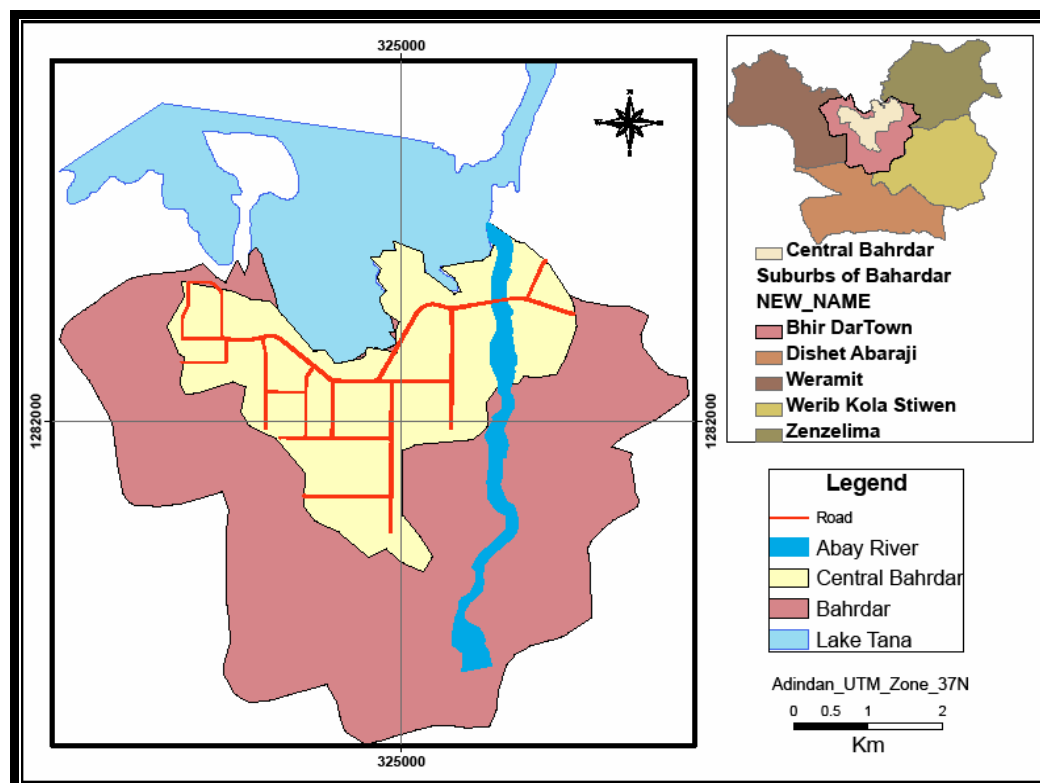 325000
1282000
1282000
325000
Central Bahrdar
Suburbs of Bahardar
NEW_NAME
Bhir DarTown
Dishet Abaraji
Weramit
Werib Kola Stiwen
Zenzelima
Legend
Road
Abay River
Central Bahrdar
Bahrdar
Lake Tana
Adindan_UTM_Zone_37N
0 0.5 1 2
Km